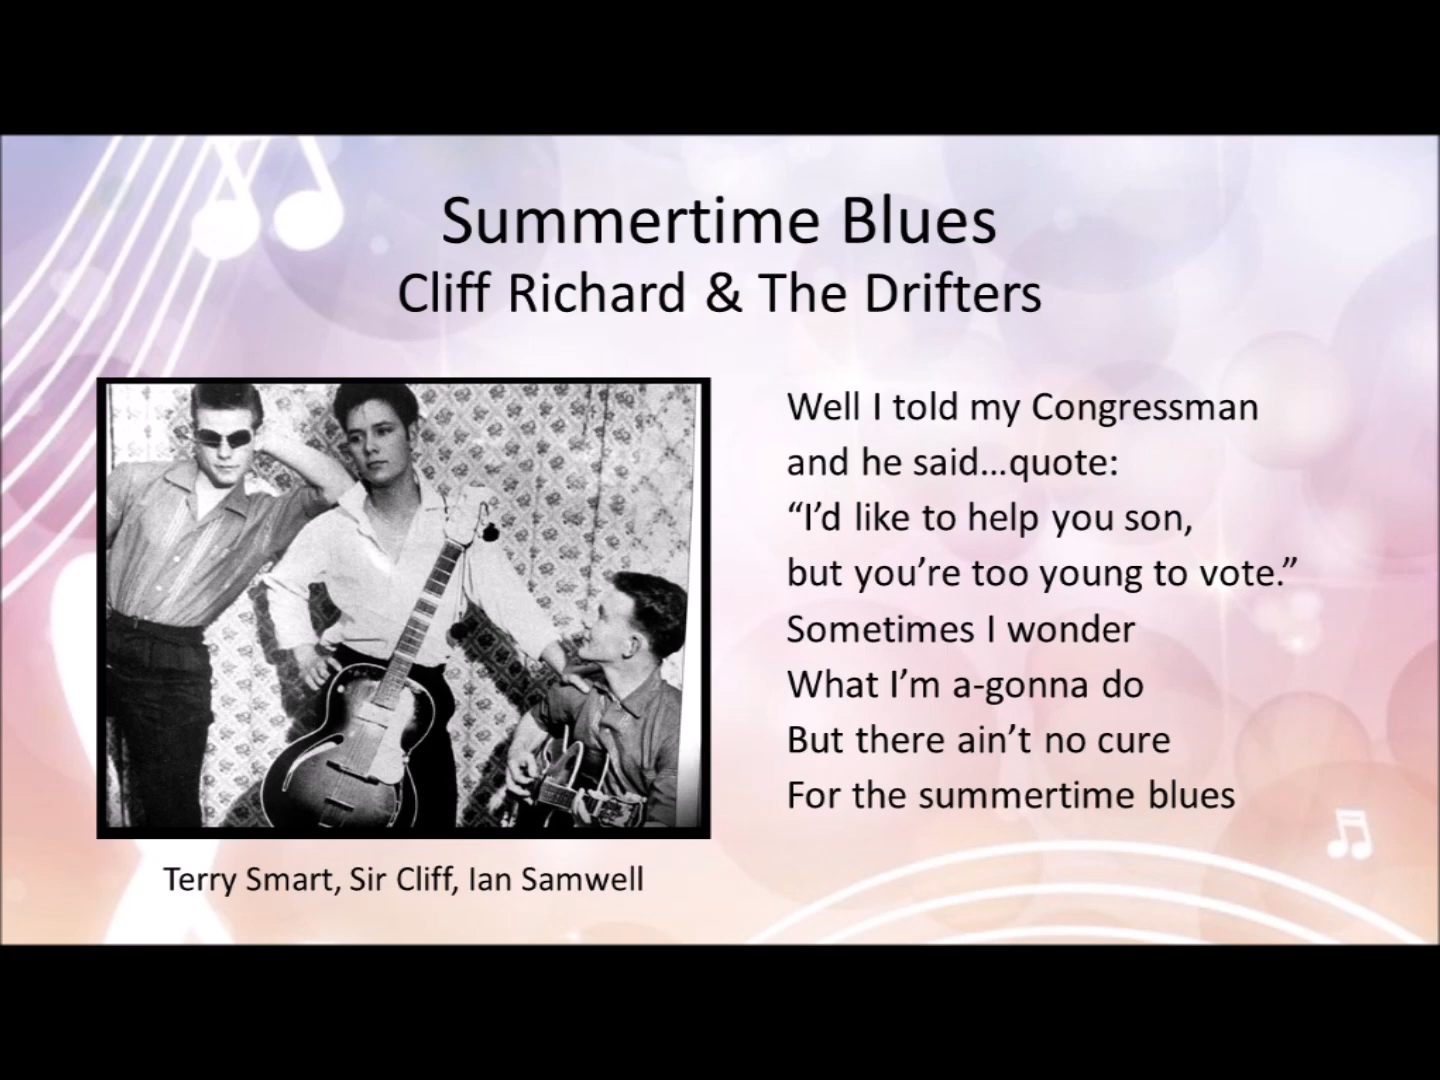 Summertime Blues
Cliff Richard & The Drifters
Well I told my Congressman
and he said...quote:
“I’d like to help you son,
but you’re too young to vote.”
Sometimes I wonder
What I’m a-gonna do
But there ain’t no cure
For the summertime blues
Terry Smart, Sir Cliff, Ian Samwell